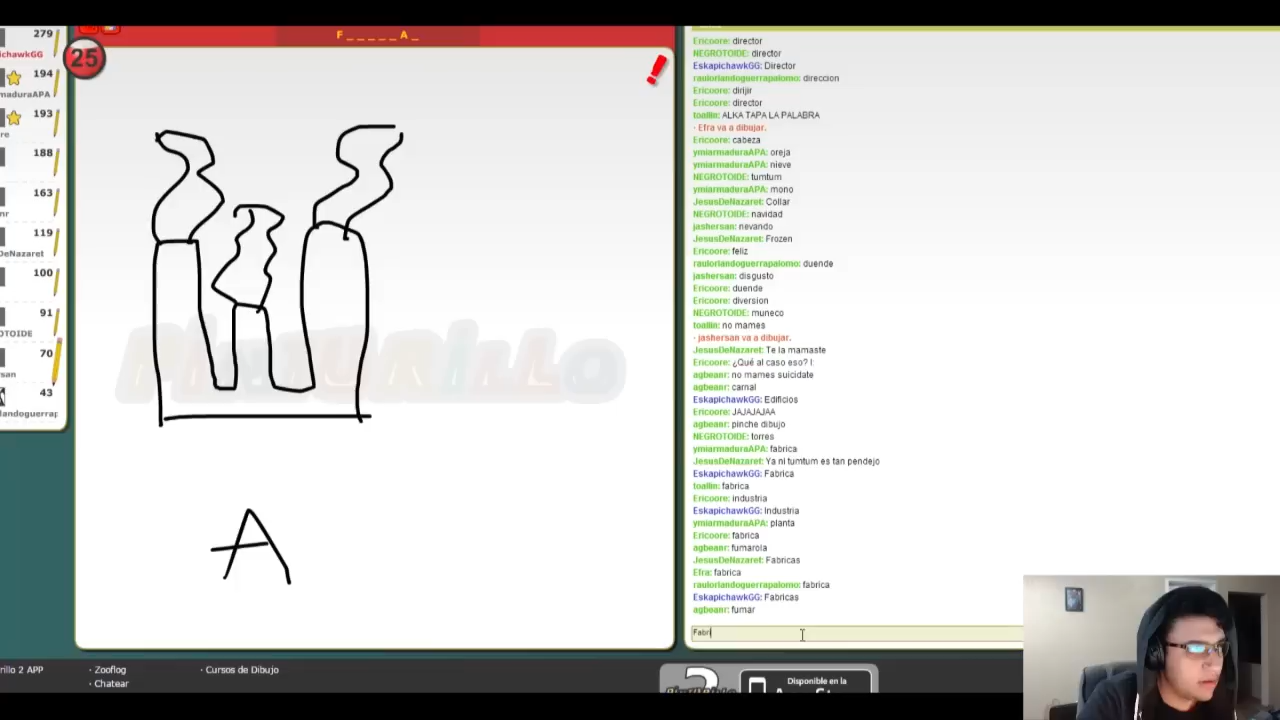 279
ichawkGG
194
maduraAPA
193
re
188
163
nr
119
DeNazaret
100
91
OTOIDE
70
san
43
landoguerrap
25
F _ _ _ _ _ A _
A
Ericoore: director
NEGROTOIDE: director
EskapichawkGG: Director
raulorlandoguerrapalomo: direccion
Ericoore: dirijir
Ericoore: director
toallin: ALKA TAPA LA PALABRA
- Efra va a dibujar.
Ericoore: cabeza
ymiarmaduraAPA: oreja
ymiarmaduraAPA: nieve
NEGROTOIDE: tumtum
ymiarmaduraAPA: mono
JesusDeNazaret: Collar
NEGROTOIDE: navidad
jashersan: nevando
JesusDeNazaret: Frozen
Ericoore: feliz
raulorlandoguerrapalomo: duende
jashersan: disgusto
Ericoore: duende
Ericoore: diversion
NEGROTOIDE: muneco
toallin: no mames
- jashersan va a dibujar.
JesusDeNazaret: Te la mamaste
Ericoore: ¿Qué al caso eso? l:
agbeanr: no mames suicidate
agbeanr: carnal
EskapichawkGG: Edificios
Ericoore: JAJAJAJAA
agbeanr: pinche dibujo
NEGROTOIDE: torres
ymiarmaduraAPA: fabrica
JesusDeNazaret: Ya ni tumtum es tan pendejo
EskapichawkGG: Fabrica
toallin: fabrica
Ericoore: industria
EskapichawkGG: Industria
ymiarmaduraAPA: planta
Ericoore: fabrica
agbeanr: fumarola
JesusDeNazaret: Fabricas
Efra: fabrica
raulorlandoguerrapalomo: fabrica
EskapichawkGG: Fabricas
agbeanr: fumar
Fabri
rillo 2 APP
· Zooflog
· Chatear
· Cursos de Dibujo
Disponible en la